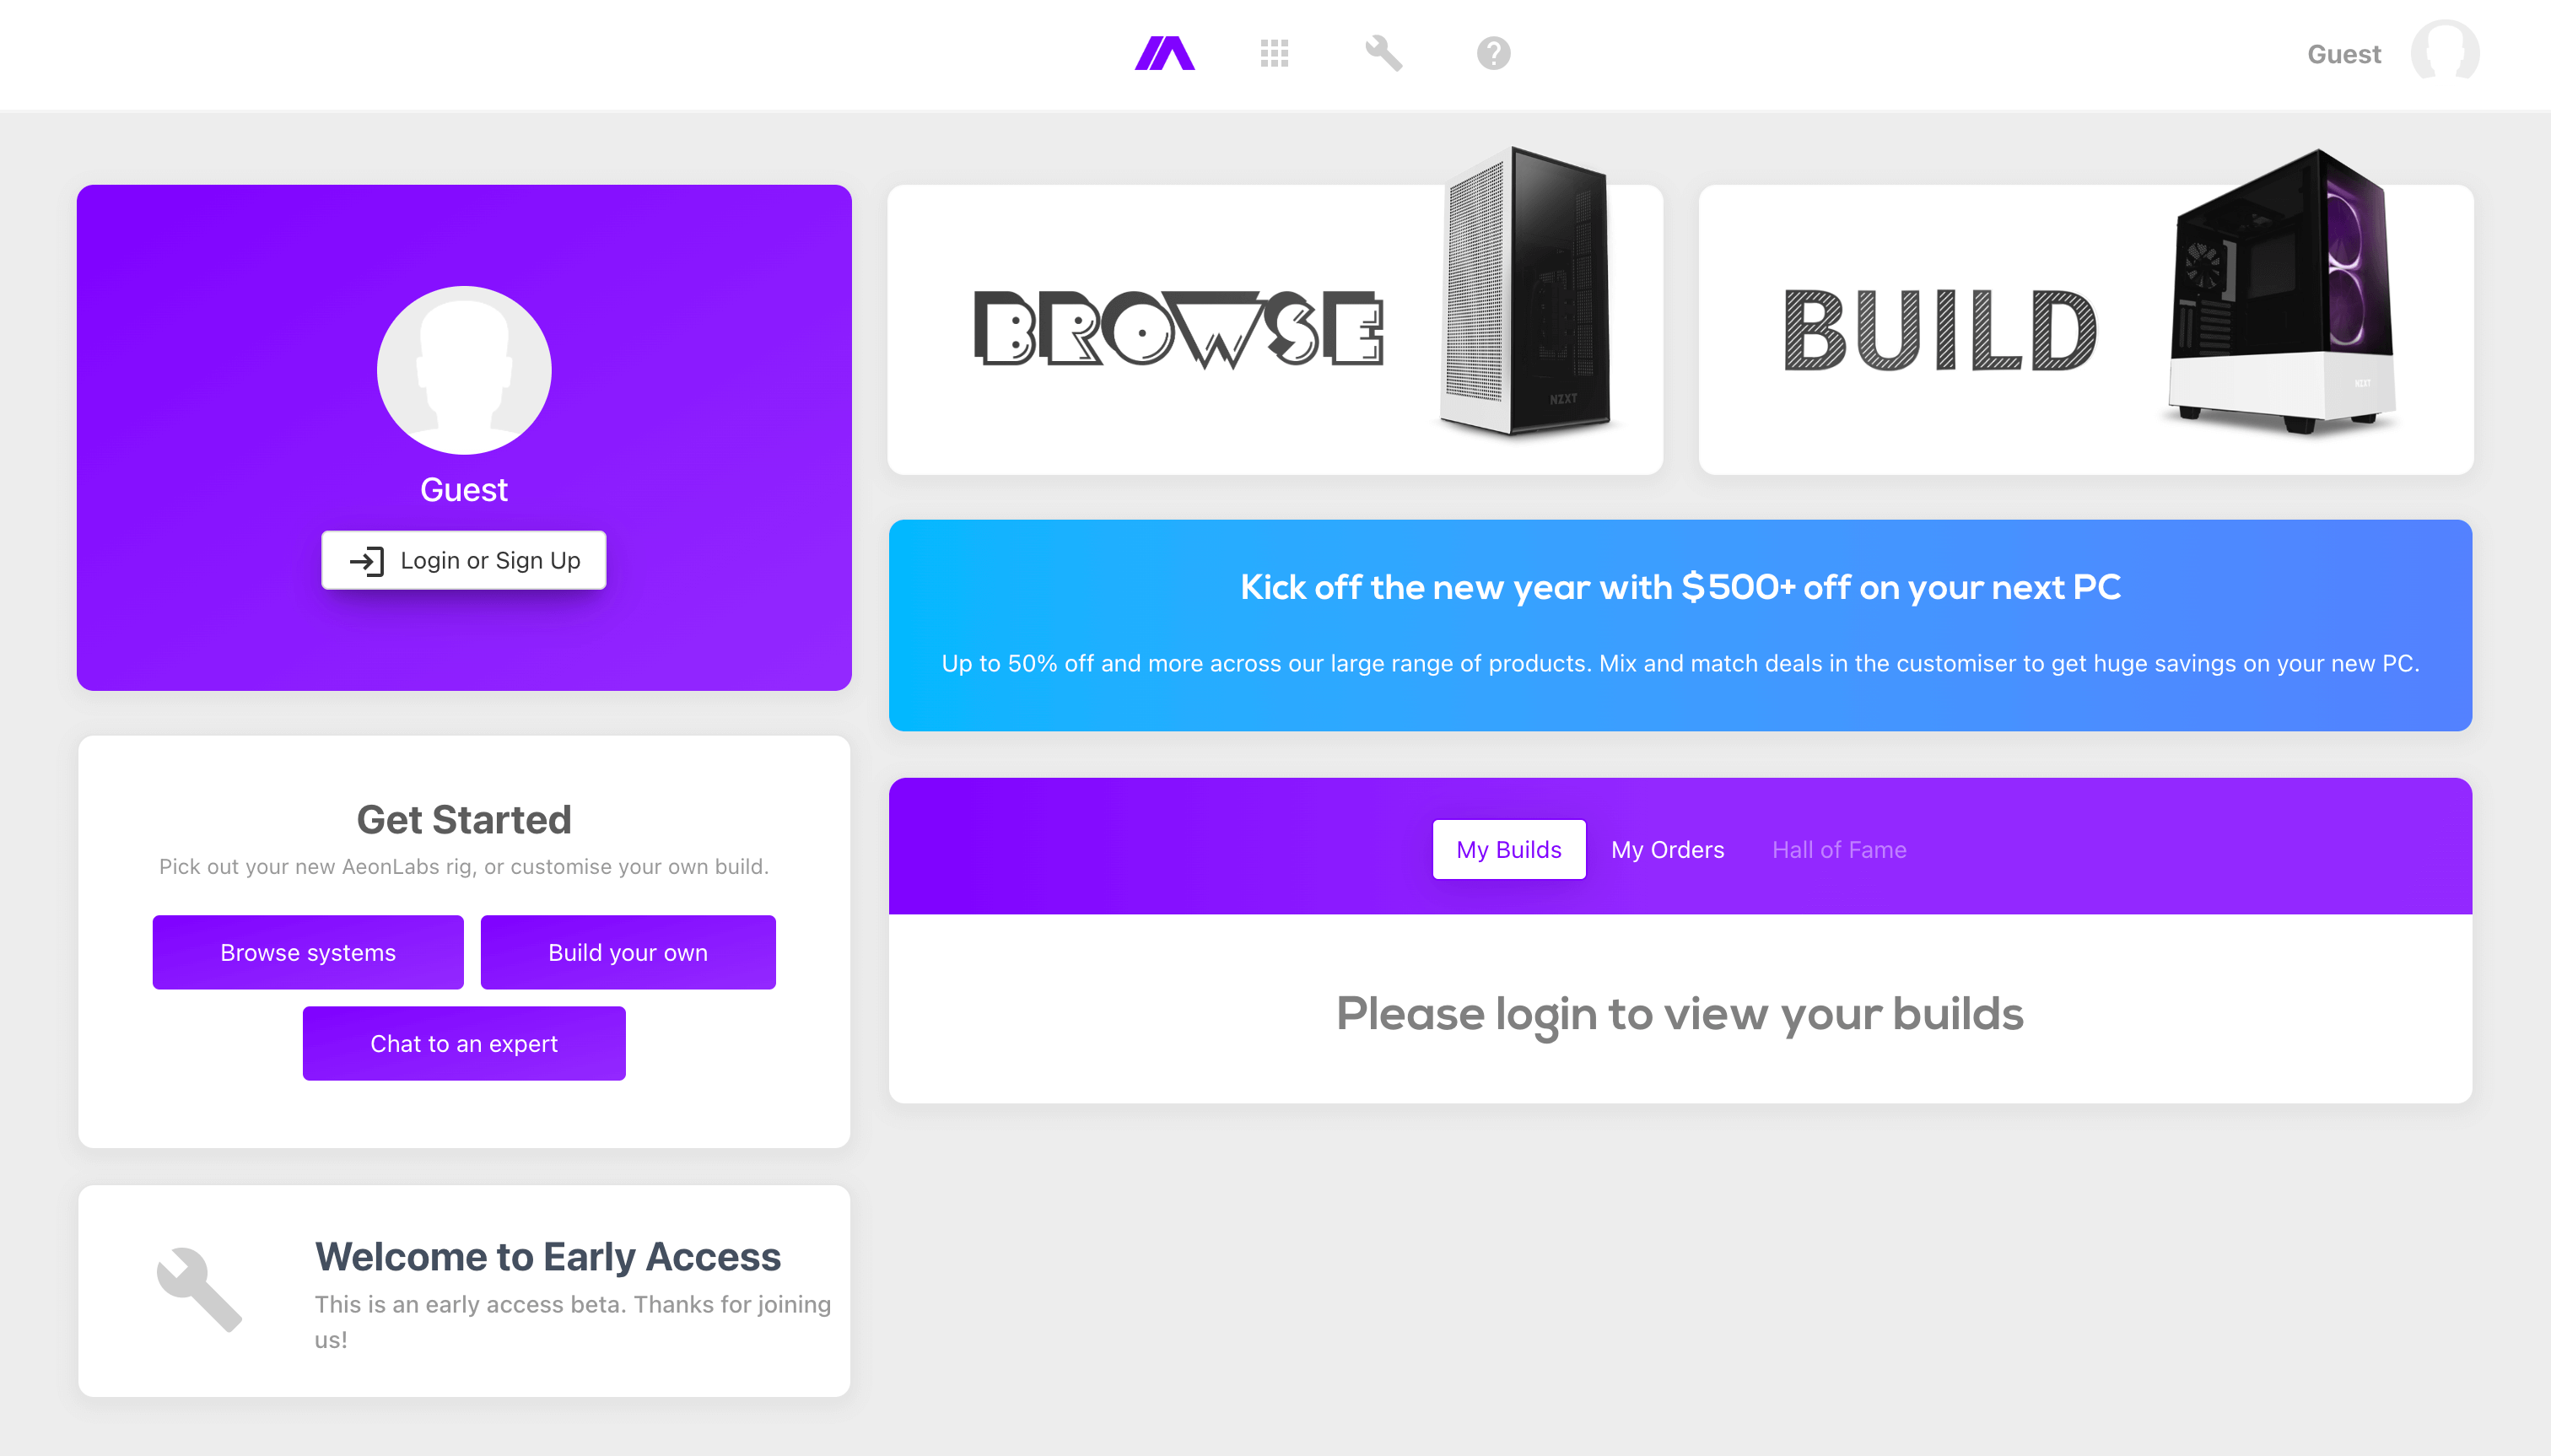 Guest
Guest
Login or Sign Up
BROWSE
NZXT
BUILD
NZXT
Kick off the new year with $500+ off on your next PC
Up to 50% off and more across our large range of products. Mix and match deals in the customiser to get huge savings on your new PC.
Get Started
Pick out your new AeonLabs rig, or customise your own build.
Browse systems
Build your own
Chat to an expert
My Builds
My Orders
Hall of Fame
Please login to view your builds
Welcome to Early Access
This is an early access beta. Thanks for joining
us!